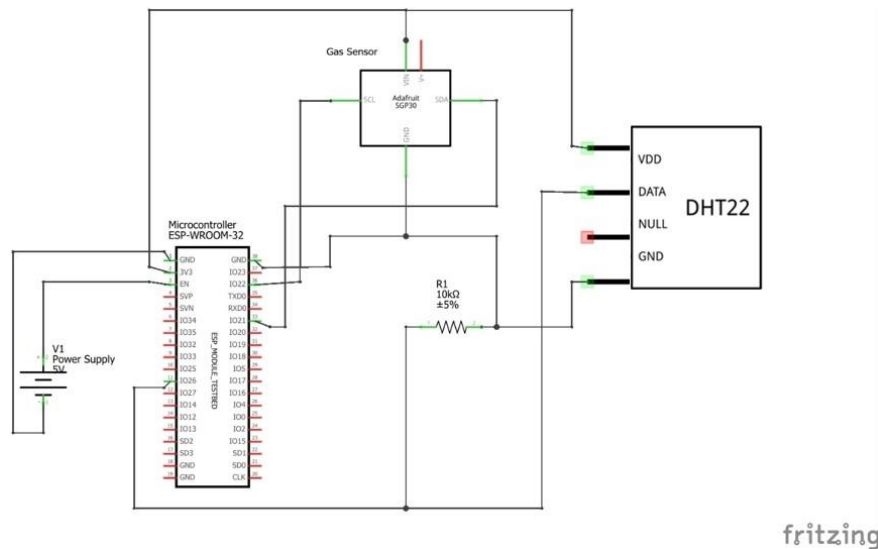 Gas Sensor
VIN
V+
Adafruit
SGP30
SCL
SDA
GND
VDD
DATA
NULL
GND
DHT22
Microcontroller
ESP-WROOM-32
GND
3V3
EN
SVP
SVN
IO34
IO35
IO32
IO33
IO25
IO26
IO27
IO14
IO12
IO13
SD2
SD3
GND
GND
ESP_MODULE_TESTBED
GND
IO23
IO22
TXD0
RXD0
IO21
IO20
IO19
IO18
IO5
IO17
IO16
IO4
IO0
IO2
IO15
SD1
SD0
CLK
R1
10kΩ
±5%
V1
Power Supply
5V
fritzing